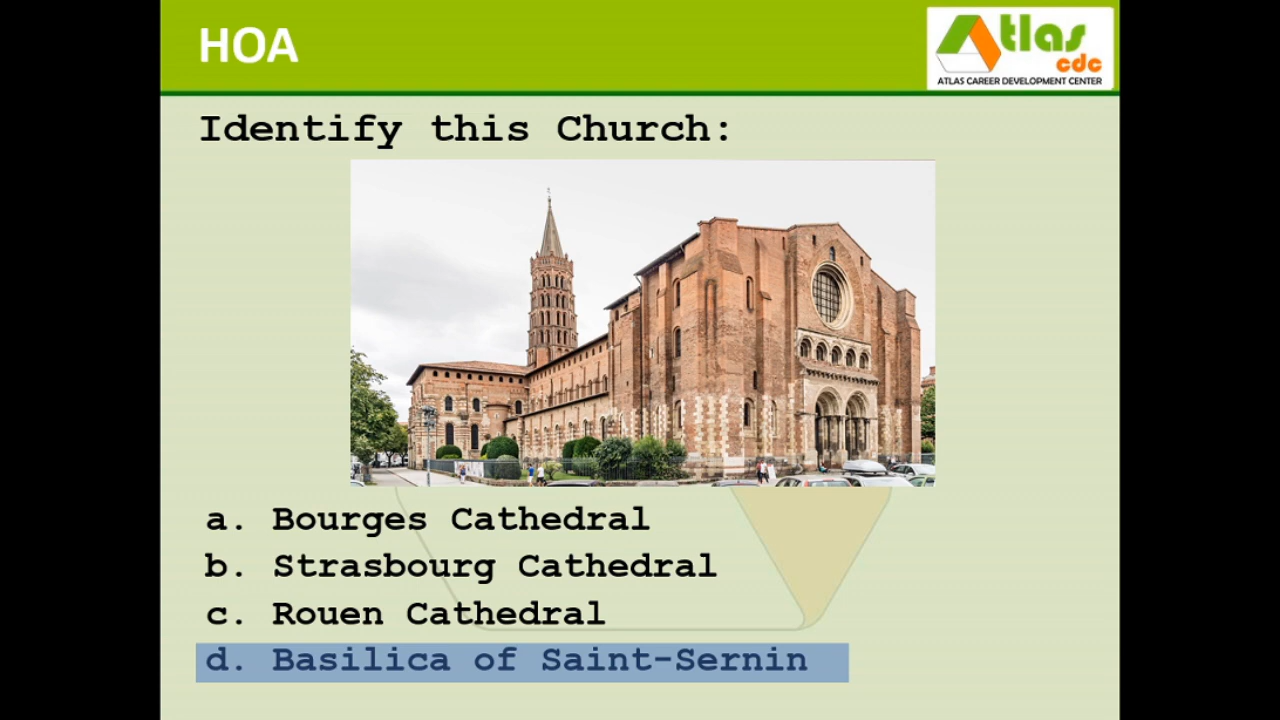 HOA
Atlas
cdc
ATLAS CAREER DEVELOPMENT CENTER
Identify this Church:
a. Bourges Cathedral
b. Strasbourg Cathedral
c. Rouen Cathedral
d. Basilica of Saint-Sernin